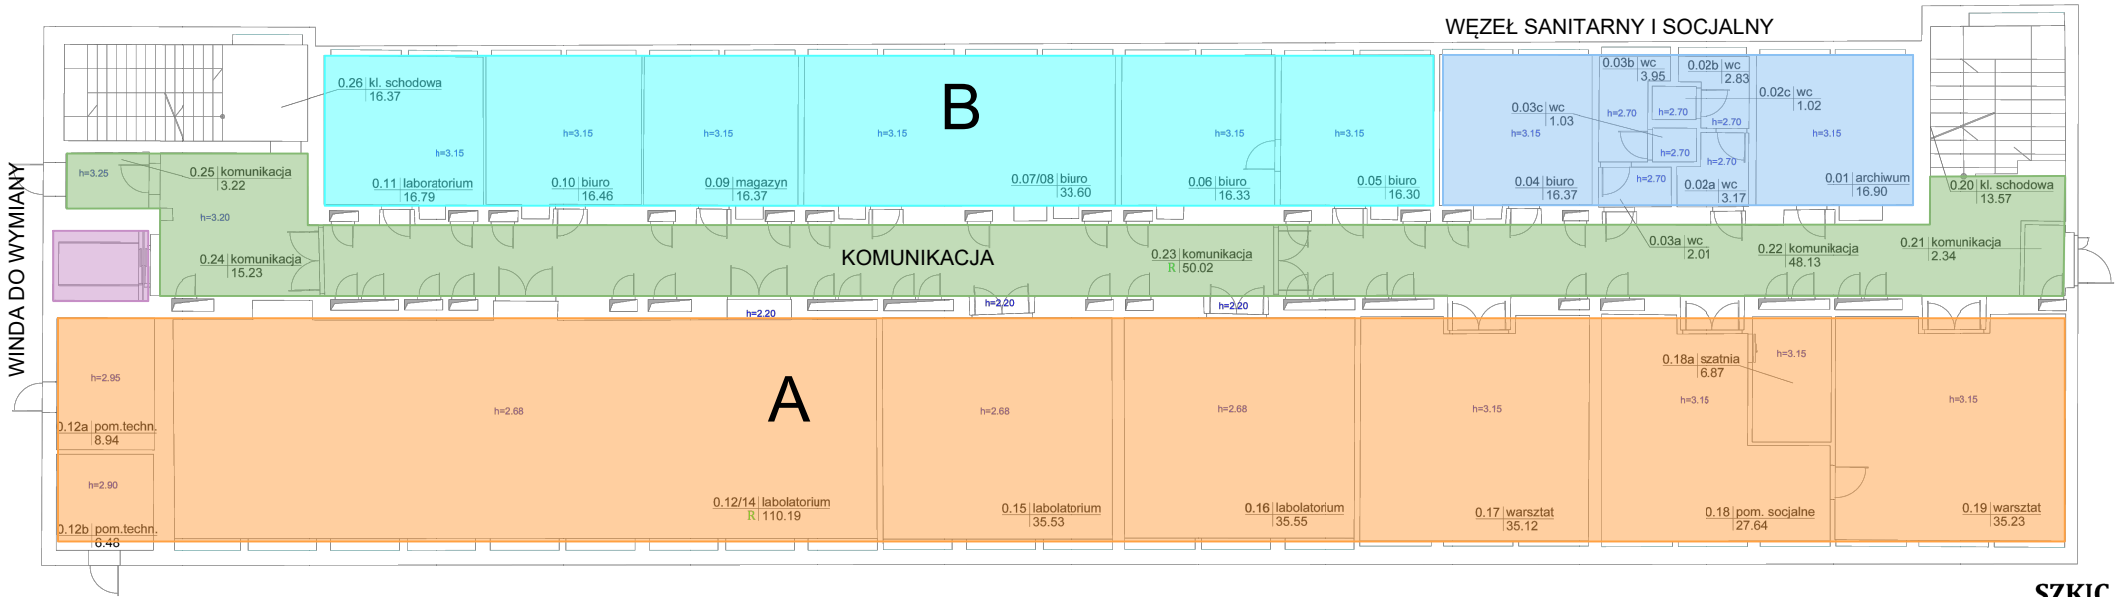 WĘZEŁ SANITARNY I SOCJALNY
0.26 kl. schodowa
16.37
B
h=3.15
0.11 laboratorium
16.79
h=3.15
0.10 biuro
16.46
h=3.15
0.09 magazyn
16.37
h=3.15
0.07/08 biuro
33.60
h=3.15
0.06 biuro
16.33
h=3.15
0.05 biuro
16.30
0.03c wc
1.03
h=3.15
0.04 biuro
16.37
0.03b wc
3.95
h=2.70
0.02b wc
2.83
h=2.70
0.02c wc
1.02
h=2.70
h=2.70
h=2.70
h=2.70
0.02a wc
3.17
h=3.15
0.01 archiwum
16.90
0.20 kl. schodowa
13.57
WINDA DO WYMIANY
h=3.25
0.25 komunikacja
3.22
h=3.20
0.24 komunikacja
15.23
KOMUNIKACJA
0.23 komunikacja
R 50.02
0.03a wc
2.01
0.22 komunikacja
48.13
0.21 komunikacja
2.34
h=2.20
h=2.20
h=2.20
A
h=2.95
0.12a pom.techn.
8.94
h=2.90
0.12b pom.techn.
6.48
h=2.68
0.12/14 labolatorium
R 110.19
h=2.68
0.15 labolatorium
35.53
h=2.68
0.16 labolatorium
35.55
h=3.15
0.17 warsztat
35.12
0.18a szatnia
6.87
h=3.15
h=3.15
0.18 pom. socjalne
27.64
h=3.15
0.19 warsztat
35.23
SZKIC